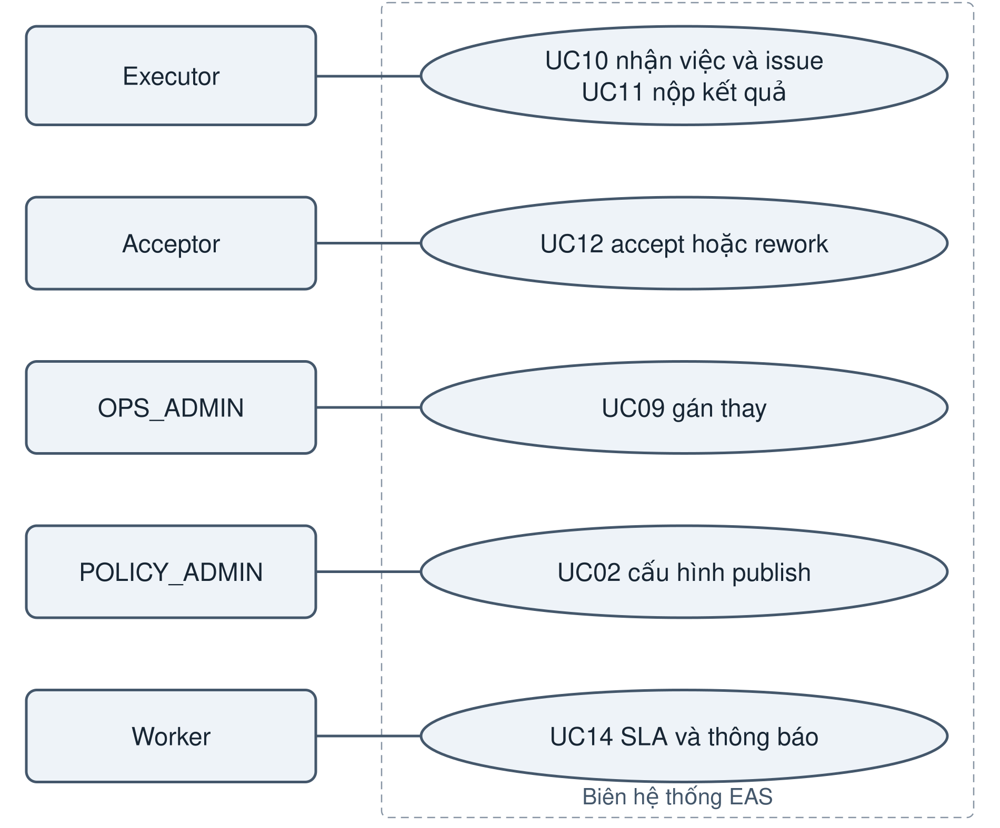 Executor
UC10 nhận việc và issue
UC11 nộp kết quả
Acceptor
UC12 accept hoặc rework
OPS_ADMIN
UC09 gán thay
POLICY_ADMIN
UC02 cấu hình publish
Worker
UC14 SLA và thông báo
Biên hệ thống EAS